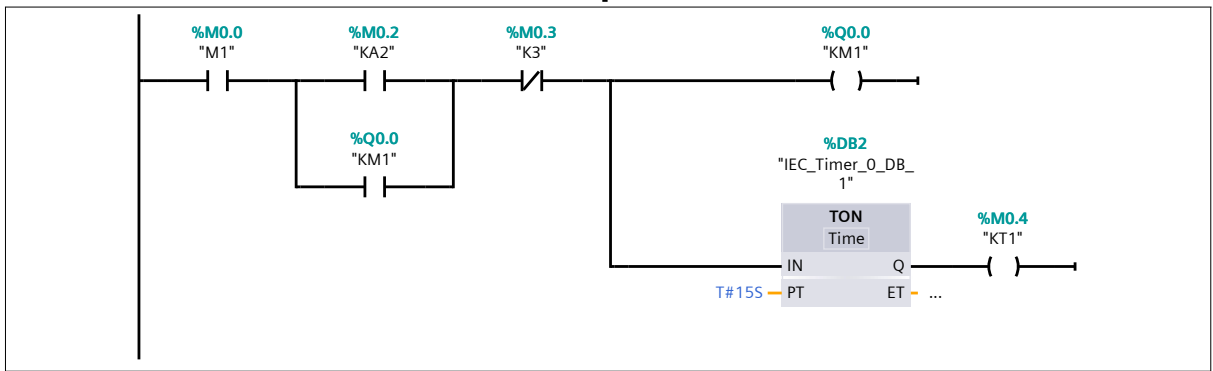 %M0.0
"M1"
%M0.2
"KA2"
%M0.3
"K3"
%Q0.0
"KM1"
%Q0.0
"KM1"
%DB2
"IEC_Timer_0_DB_
1"
TON
Time
%M0.4
"KT1"
IN
Q
T#15S
PT
ET
...